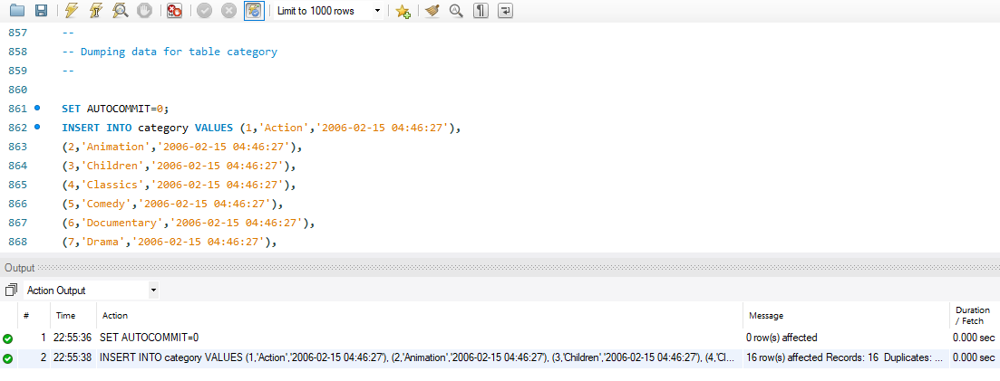 Limit to 1000 rows
857 --
858 -- Dumping data for table category
859 --
860
861 SET AUTOCOMMIT=0;
862 INSERT INTO category VALUES (1,'Action','2006-02-15 04:46:27'),
863 (2,'Animation','2006-02-15 04:46:27'),
864 (3,'Children','2006-02-15 04:46:27'),
865 (4,'Classics','2006-02-15 04:46:27'),
866 (5,'Comedy','2006-02-15 04:46:27'),
867 (6,'Documentary','2006-02-15 04:46:27'),
868 (7,'Drama','2006-02-15 04:46:27'),
Output
Action Output
# Time Action Message Duration / Fetch
1 22:55:36 SET AUTOCOMMIT=0 0 row(s) affected 0.000 sec
2 22:55:38 INSERT INTO category VALUES (1,'Action','2006-02-15 04:46:27'), (2,'Animation','2006-02-15 04:46:27'), (3,'Children','2006-02-15 04:46:27'), (4,'Cl... 16 row(s) affected Records: 16 Duplicates: ... 0.000 sec